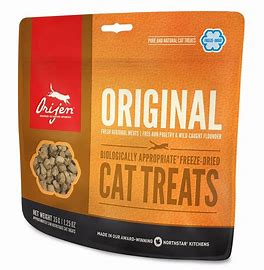 PURE AND NATURAL CAT TREATS
FREEZE-DRIED
Orijen
ORIGINAL
FRESH REGIONAL MEATS | FREE-RUN POULTRY & WILD-CAUGHT FLOUNDER
BIOLOGICALLY APPROPRIATE FREEZE-DRIED
CAT TREATS
NET WEIGHT 35 G / 1.25 OZ
MADE IN OUR AWARD-WINNING NORTHSTAR® KITCHENS